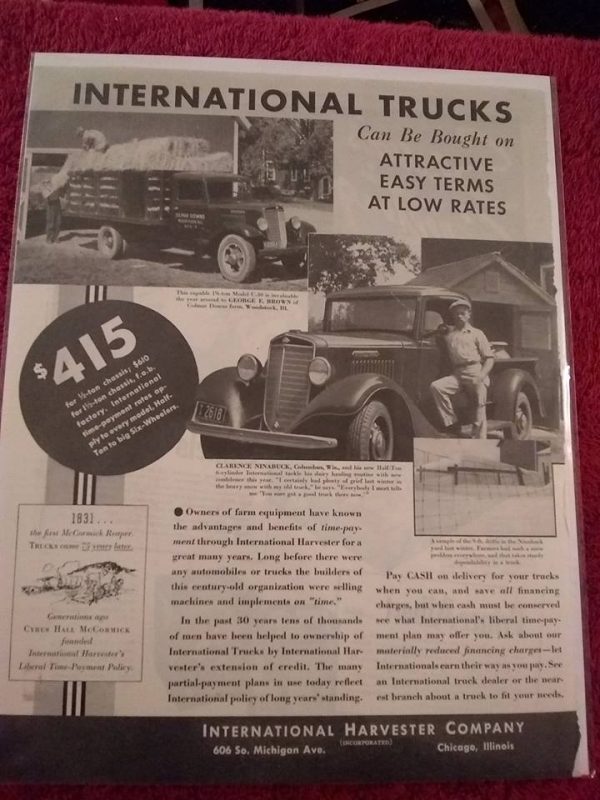 INTERNATIONAL TRUCKS
Can Be Bought on
ATTRACTIVE
EASY TERMS
AT LOW RATES
This capable 1½-ton Model C-30 is invaluable
the year around to GEORGE E. BROWN of
Downs farm, Woodstock, Ill.
$415
for ½-ton chassis; $610
for 1½-ton chassis, f.o.b.
factory. International
time-payment rates ap-
ply to every model, Half-
Ton to big Six-Wheelers.
2618
CLARENCE NINABUCK, Columbus, Wis., and his new Half-Ton
6-cylinder International tackle his dairy hauling routine with new
confidence this year. "I certainly had plenty of grief last winter in
the heavy snow with my old truck," he says. "Everybody I meet tells
me 'You sure got a good truck there now.'"
A sample of the 9-ft. drifts in the Ninabuck
yard last winter. Farmers had such a snow
problem everywhere, and that takes sturdy
dependability in a truck.
1831...
the first McCormick Reaper.
TRUCKS came 75 years later.
Generations ago
CYRUS HALL McCORMICK
founded
International Harvester's
Liberal Time-Payment Policy.
● Owners of farm equipment have known
the advantages and benefits of time-pay-
ment through International Harvester for a
great many years. Long before there were
any automobiles or trucks the builders of
this century-old organization were selling
machines and implements on "time."
In the past 30 years tens of thousands
of men have been helped to ownership of
International Trucks by International Har-
vester's extension of credit. The many
partial-payment plans in use today reflect
International policy of long years' standing.
Pay CASH on delivery for your trucks
when you can, and save all financing
charges, but when cash must be conserved
see what International's liberal time-pay-
ment plan may offer you. Ask about our
materially reduced financing charges—let
Internationals earn their way as you pay. See
an International truck dealer or the near-
est branch about a truck to fit your needs.
INTERNATIONAL HARVESTER COMPANY
(INCORPORATED)
606 So. Michigan Ave. Chicago, Illinois